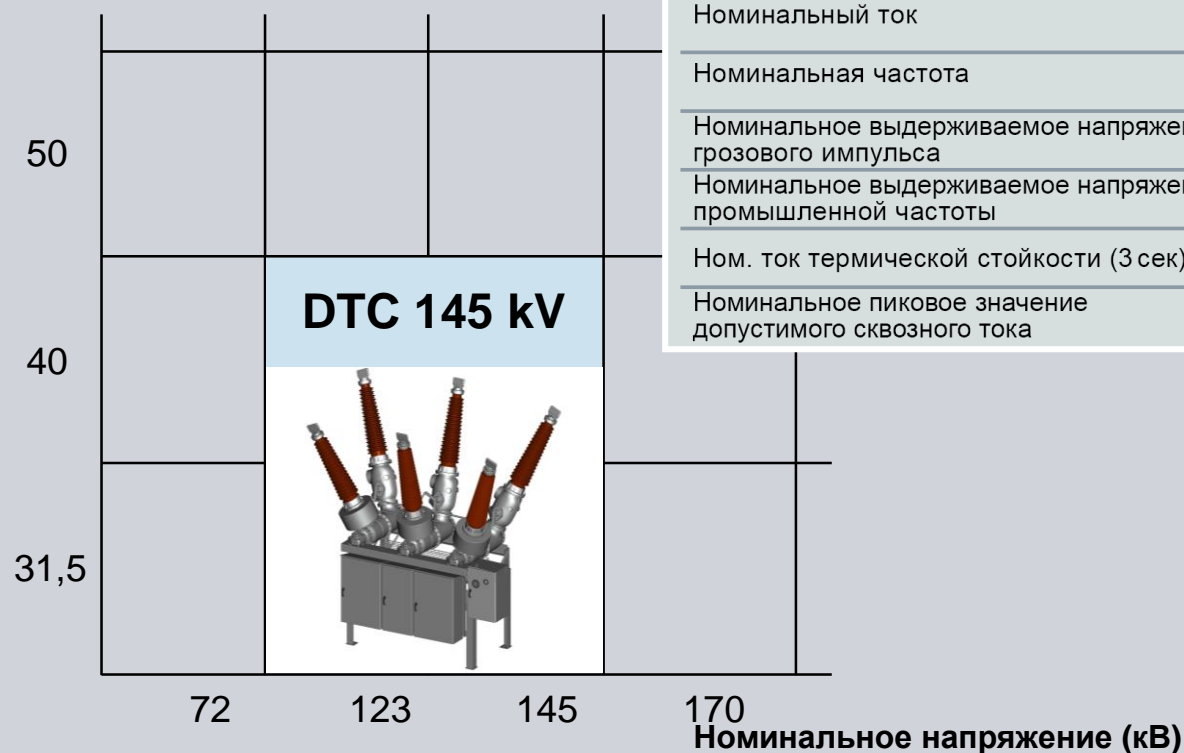 Номинальный ток
Номинальная частота
Номинальное выдерживаемое
грозового импульса
Номинальное выдерживаемое
промышленной частоты
Ном. ток термической стойкости (3 сек)
Номинальное пиковое значение
допустимого сквозного тока
50
DTC 145 kV
40
31,5
72 123 145 170
Номинальное напряжение (кВ)